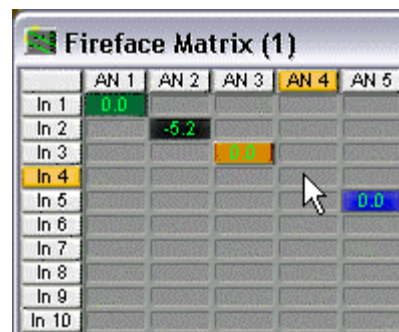 Fireface Matrix (1)
AN 1 AN 2 AN 3 AN 4 AN 5
In 1 0.0
In 2 -5.2
In 3 0.0
In 4
In 5 0.0
In 6
In 7
In 8
In 9
In 10